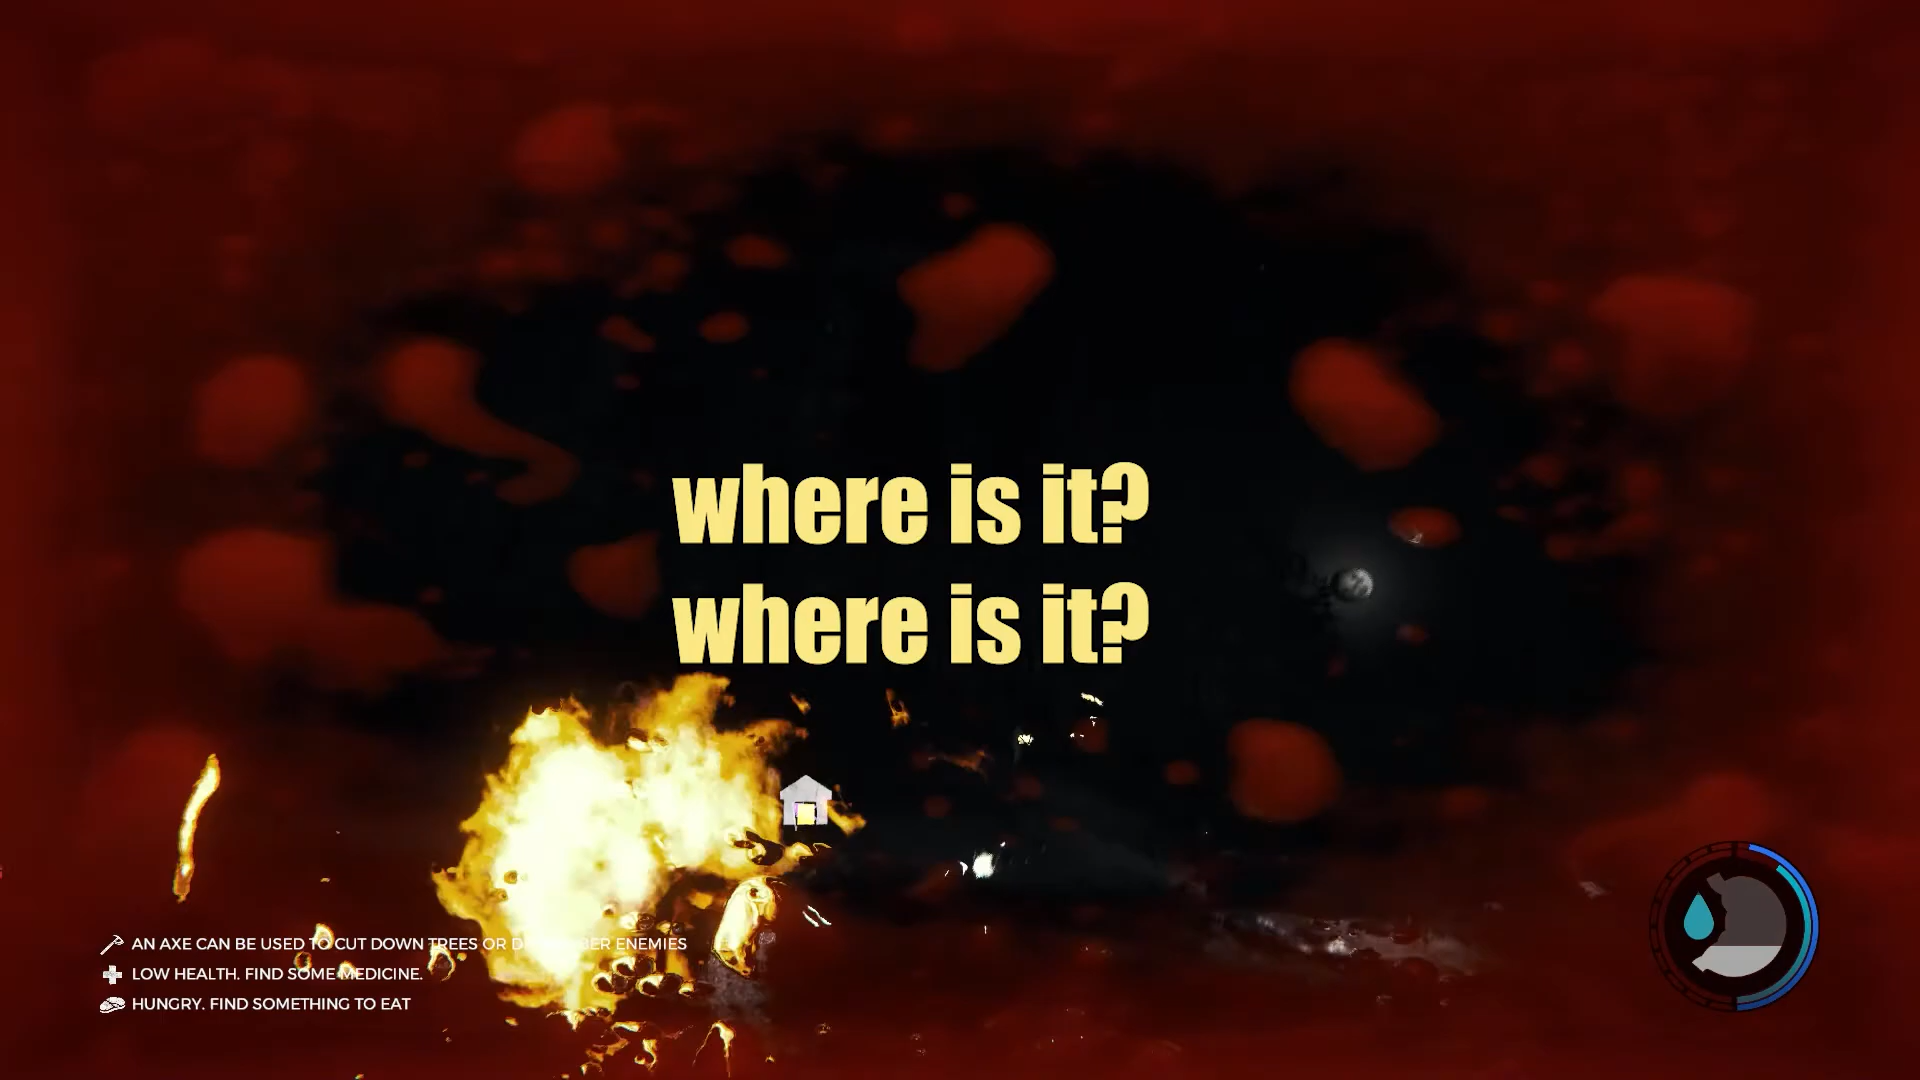 where is it?
where is it?
AN AXE CAN BE USED TO CUT DOWN TREES OR DISMEMBER ENEMIES
LOW HEALTH. FIND SOME MEDICINE.
HUNGRY. FIND SOMETHING TO EAT